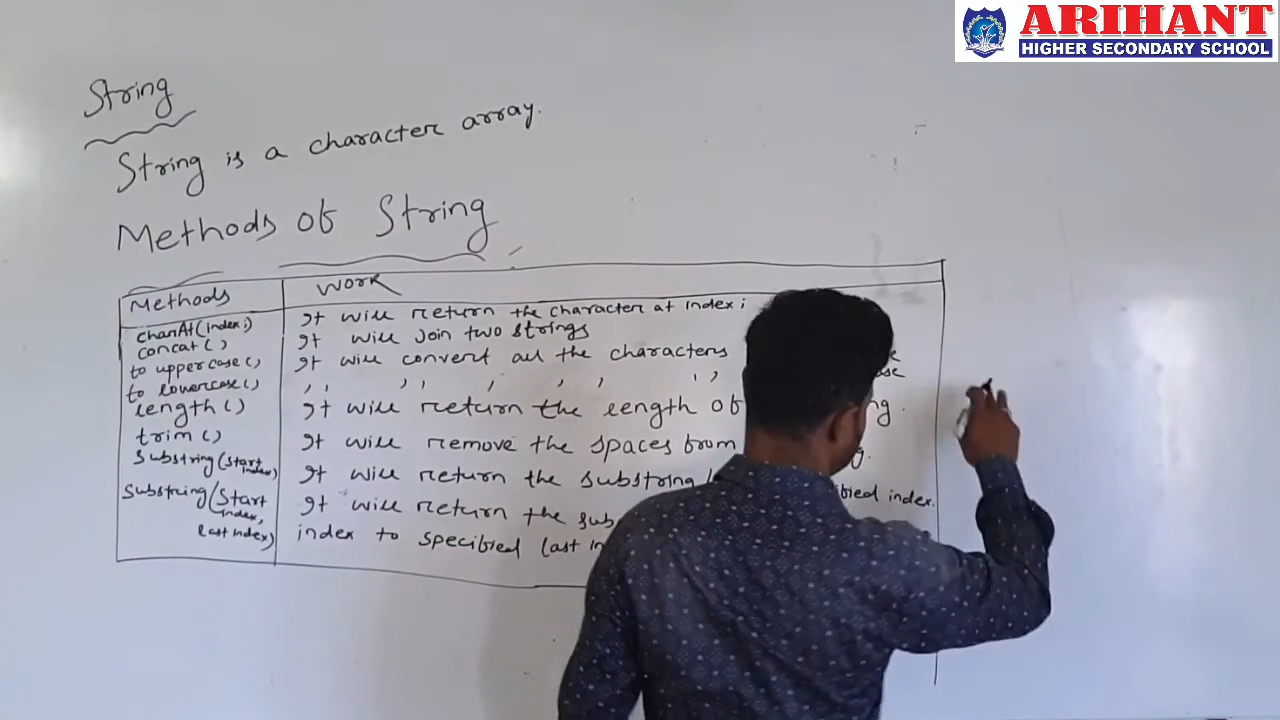 ARIHANT
HIGHER SECONDARY SCHOOL
String
String is a character array.
Methods of String
Methods Work
charAt(index i) It will return the character at index i
concat() It will join two strings
to uppercase() It will convert all the characters
to lowercase() ,, ,, , , , ,,
length() It will return the length of
trim() It will remove the spaces from
substring(start index) It will return the substring index.
substring(start index, last index) It will return the
index to specified last